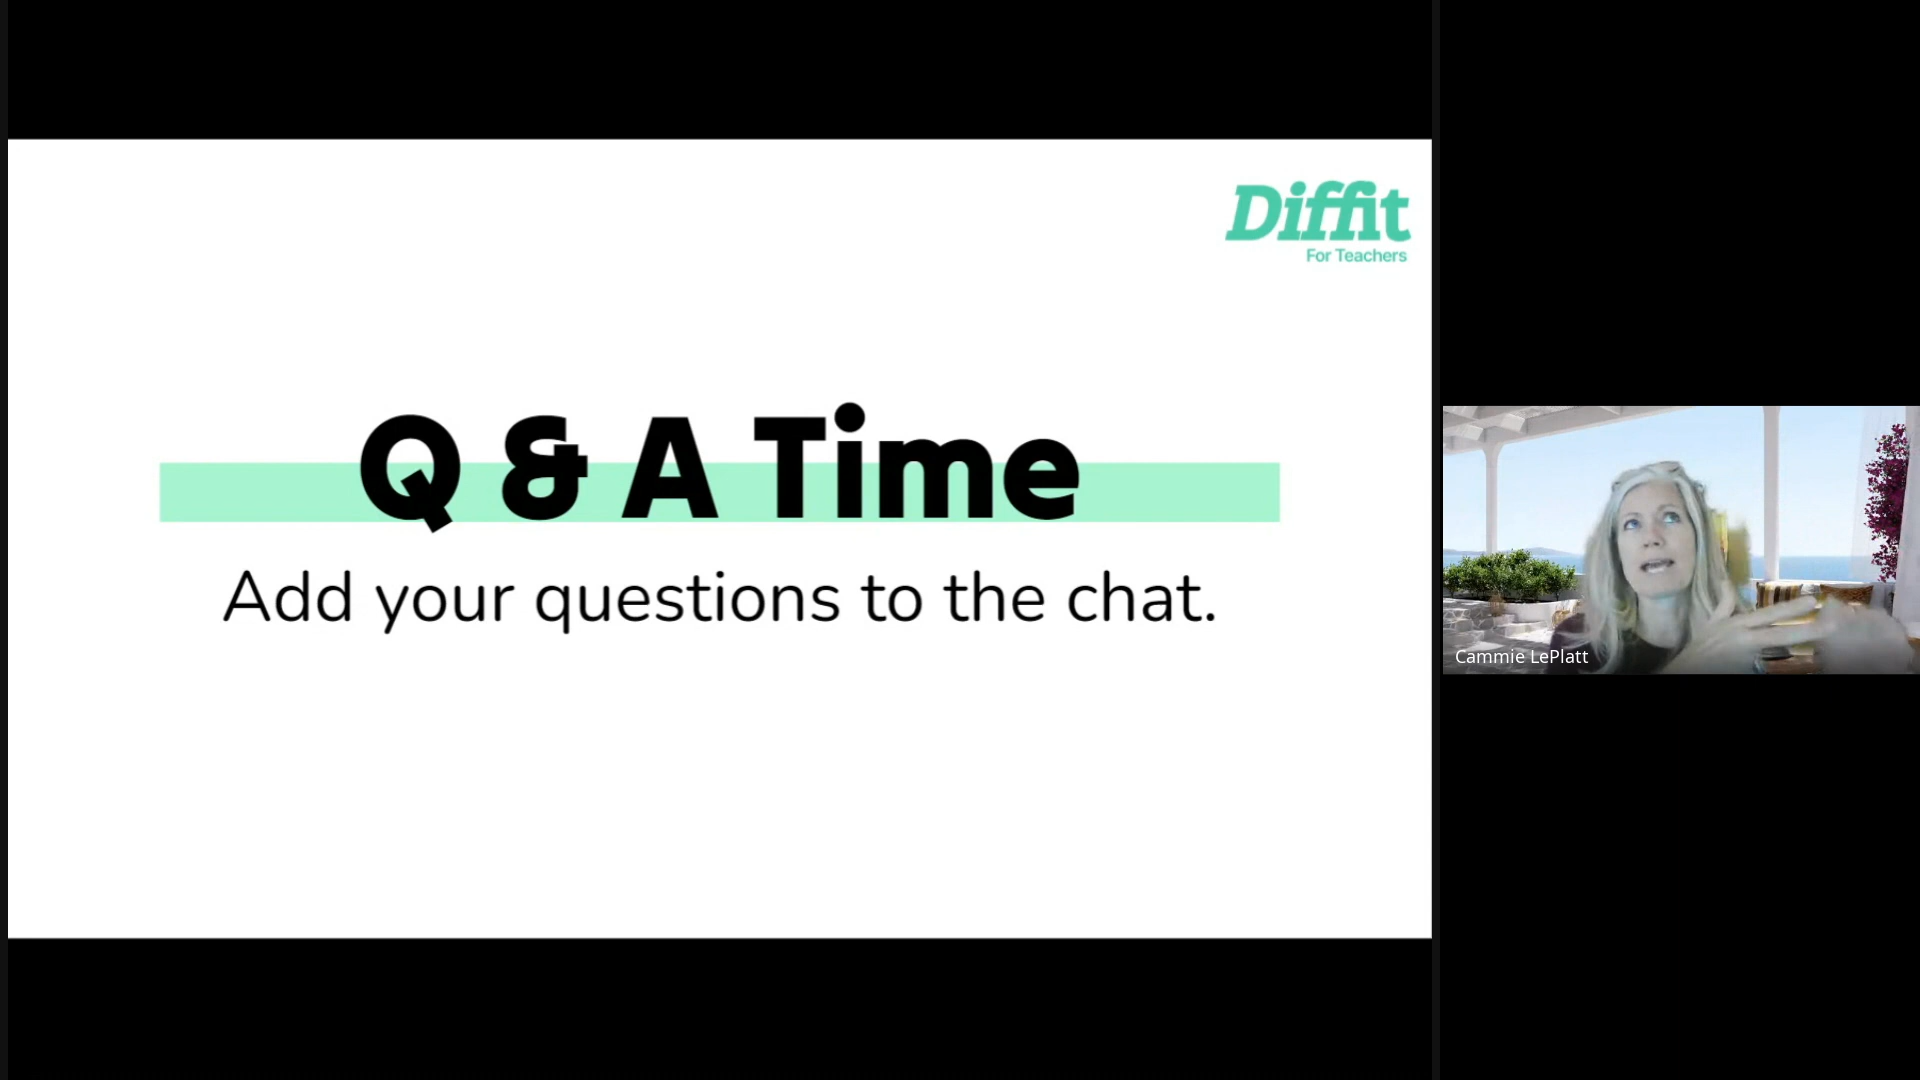 Diffit
For Teachers
Q & A Time
Add your questions to the chat.
Cammie LePlatt